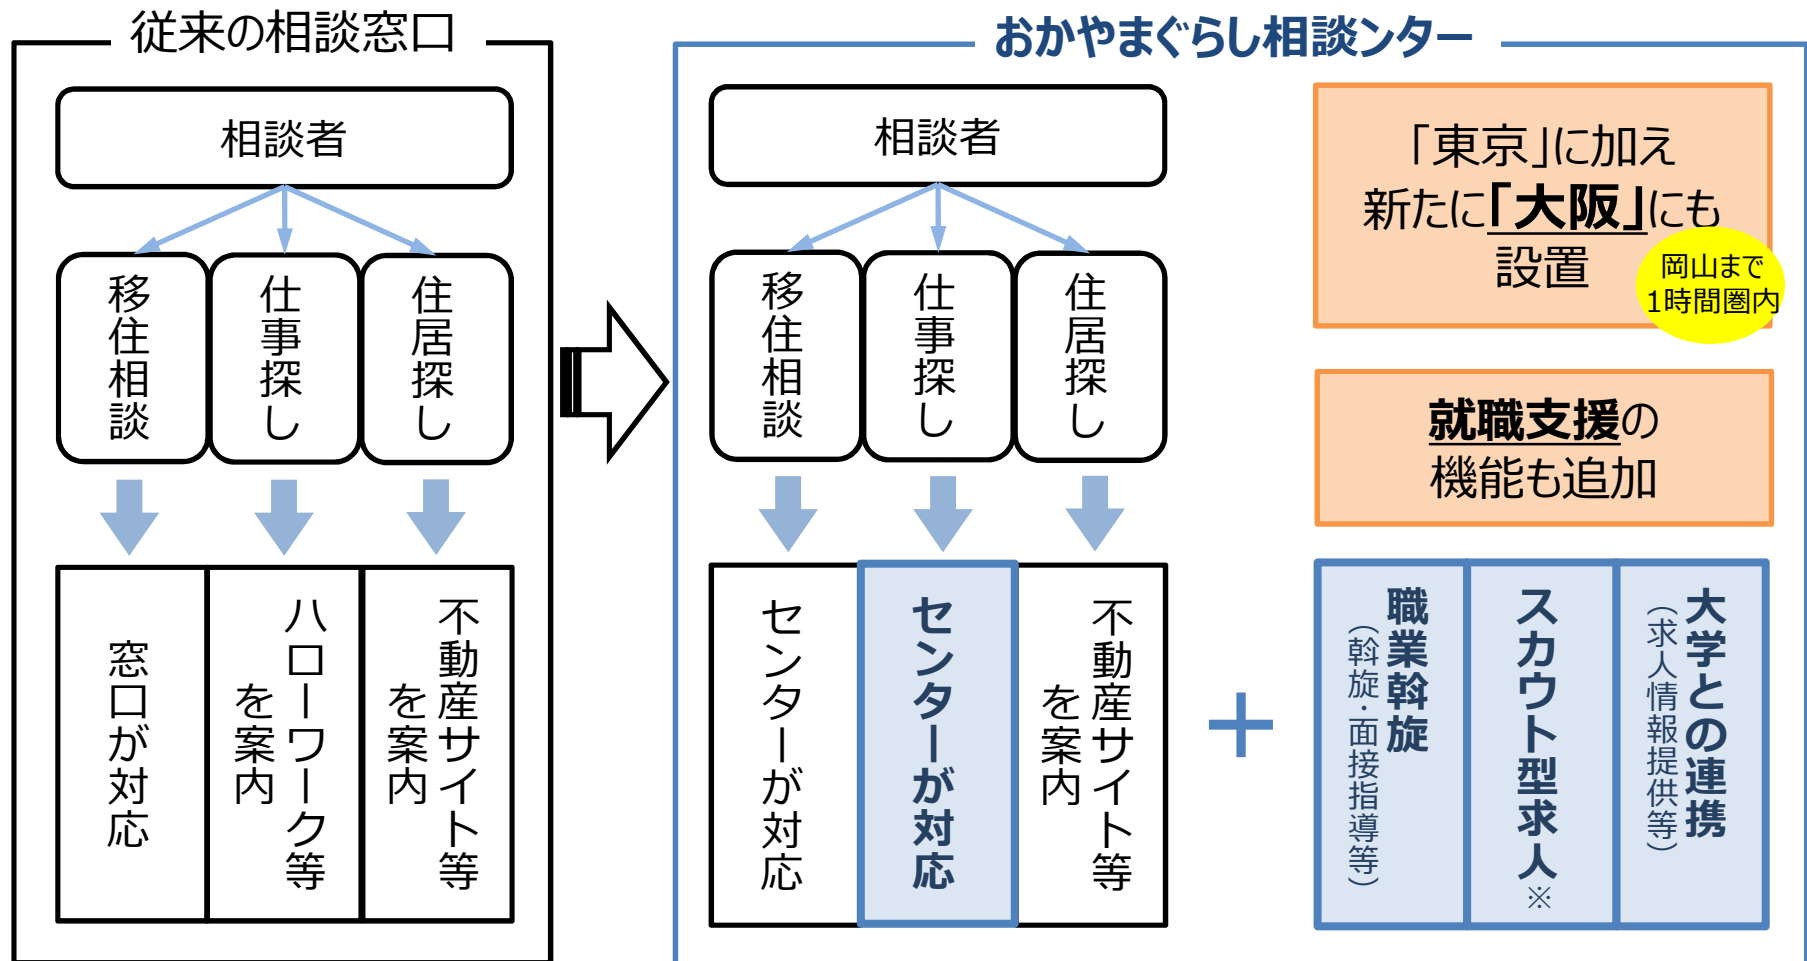 従来の相談窓口
相談者
移住相談
仕事探し
住居探し
窓口が対応
ハローワーク等
を案内
不動産サイト等
を案内
おかやまぐらし相談ンター
相談者
移住相談
仕事探し
住居探し
センターが対応
センターが対応
不動産サイト等
を案内
＋
「東京」に加え
新たに「大阪」にも
設置
岡山まで
1時間圏内
就職支援の
機能も追加
職業斡旋
（斡旋・面接指導等）
スカウト型求人※
大学との連携
（求人情報提供等）